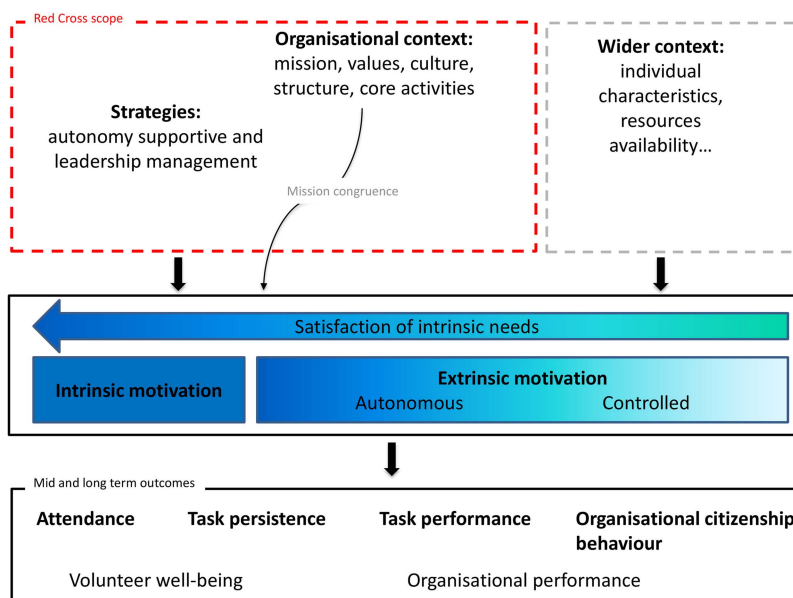 Red Cross scope
Organisational context:
mission, values, culture,
structure, core activities
Strategies:
autonomy supportive and
leadership management
Mission congruence
Wider context:
individual
characteristics,
resources
availability…
Satisfaction of intrinsic needs
Intrinsic motivation
Extrinsic motivation
Autonomous Controlled
Mid and long term outcomes
Attendance Task persistence Task performance Organisational citizenship
behaviour
Volunteer well-being Organisational performance